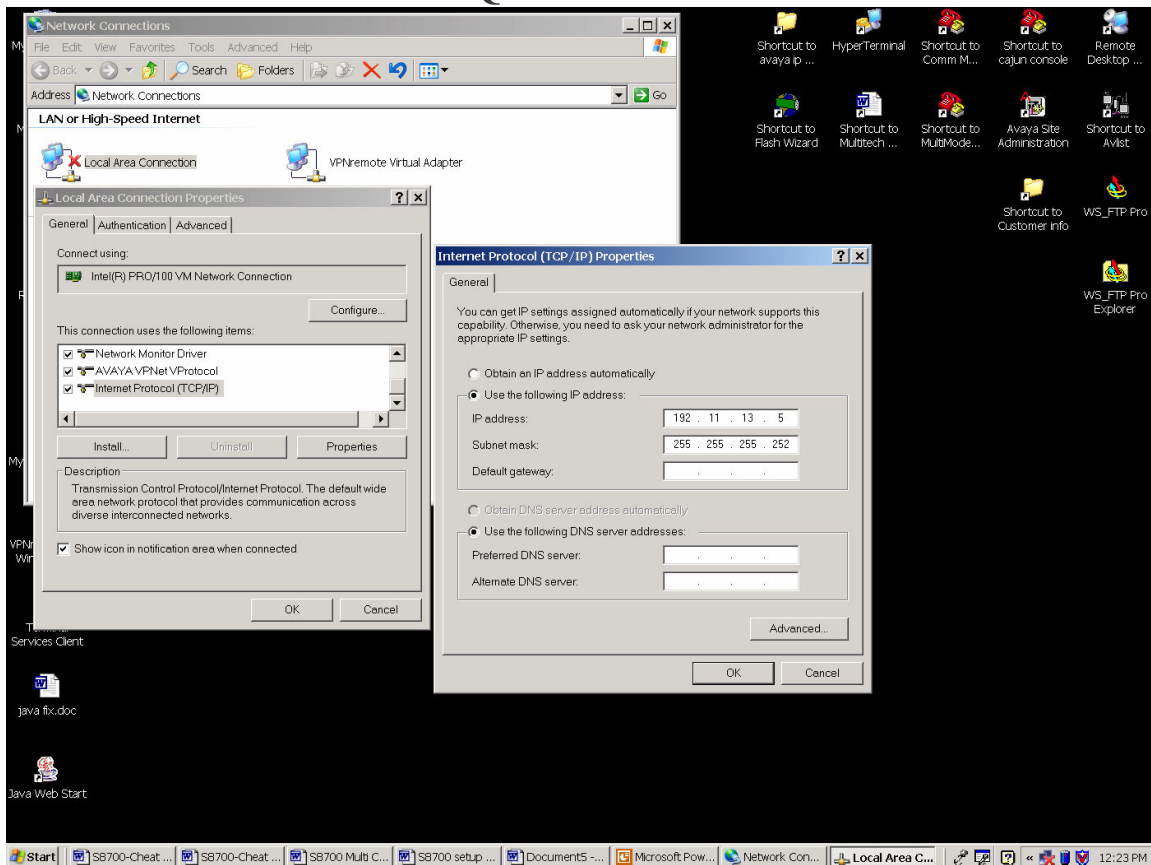 Network Connections
File Edit View Favorites Tools Advanced Help
Back Search Folders
Address Network Connections Go
LAN or High-Speed Internet
Local Area Connection
VPNremote Virtual Adapter
Local Area Connection Properties
General Authentication Advanced
Connect using:
Intel(R) PRO/100 VM Network Connection
Configure...
This connection uses the following items:
Network Monitor Driver
AVAYA VPNet VProtocol
Internet Protocol (TCP/IP)
Install... Uninstall Properties
Description
Transmission Control Protocol/Internet Protocol. The default wide
area network protocol that provides communication across
diverse interconnected networks.
Show icon in notification area when connected
OK Cancel
Internet Protocol (TCP/IP) Properties
General
You can get IP settings assigned automatically if your network supports this
capability. Otherwise, you need to ask your network administrator for the
appropriate IP settings.
Obtain an IP address automatically
Use the following IP address:
IP address: 192 . 11 . 13 . 5
Subnet mask: 255 . 255 . 255 . 252
Default gateway: . . .
Obtain DNS server address automatically
Use the following DNS server addresses:
Preferred DNS server: . . .
Alternate DNS server: . . .
Advanced...
OK Cancel
Shortcut to
avaya ip ...
HyperTerminal
Shortcut to
Comm M...
Shortcut to
cajun console
Remote
Desktop ...
Shortcut to
Flash Wizard
Shortcut to
Multitech ...
Shortcut to
MultiMode...
Avaya Site
Administration
Shortcut to
Avlist
Shortcut to
Customer info
WS_FTP Pro
WS_FTP Pro
Explorer
My
My
VPNr
Win
Services Client
java fix.doc
Java Web Start
Start S8700-Cheat ... S8700-Cheat ... S8700 Multi C... S8700 setup ... Document5 -... Microsoft Pow... Network Con... Local Area C... « 12:23 PM